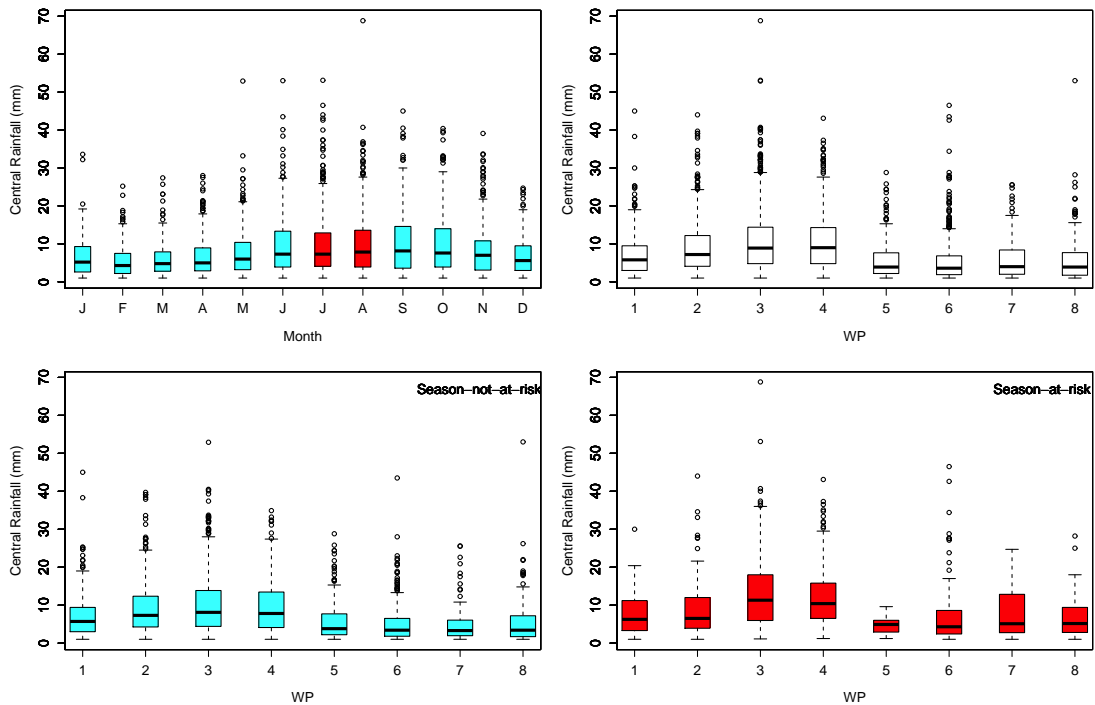 Central Rainfall (mm)
0 10 20 30 40 50 60 70
J F M A M J J A S O N D
Month
Central Rainfall (mm)
0 10 20 30 40 50 60 70
1 2 3 4 5 6 7 8
WP
Season-not-at-risk
Central Rainfall (mm)
0 10 20 30 40 50 60 70
1 2 3 4 5 6 7 8
WP
Season-at-risk
Central Rainfall (mm)
0 10 20 30 40 50 60 70
1 2 3 4 5 6 7 8
WP